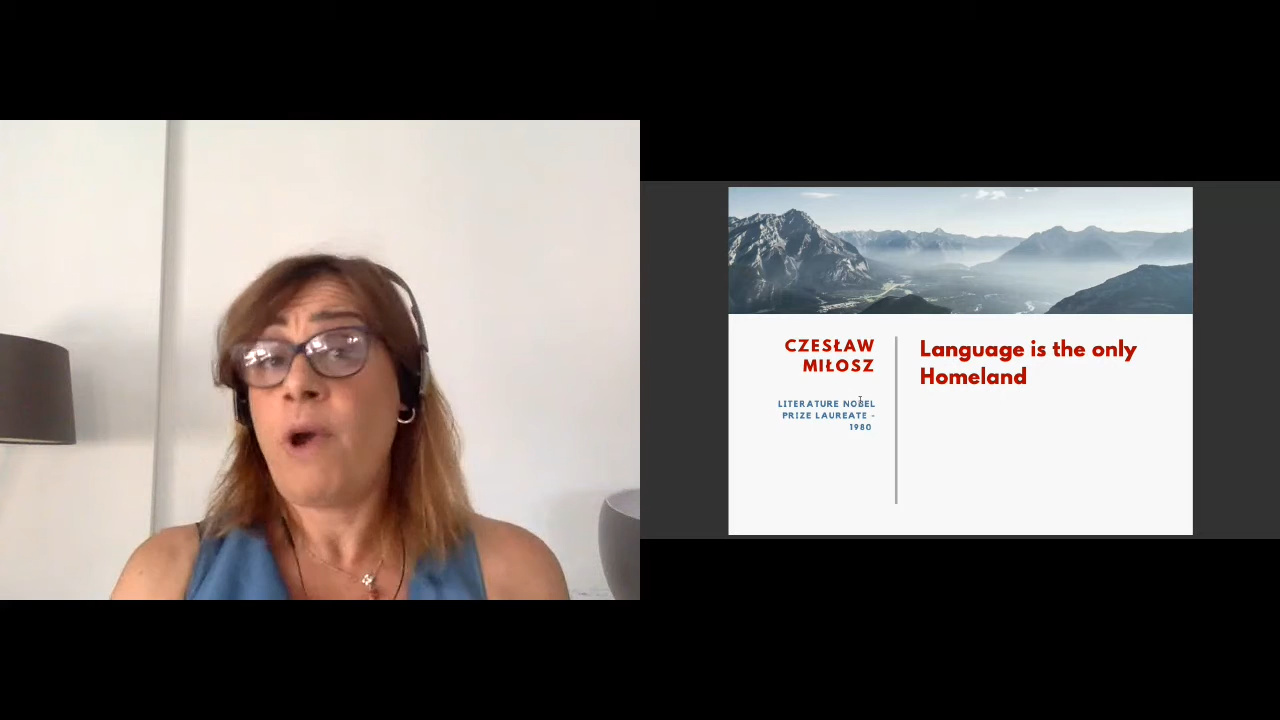 CZESŁAW
MIŁOSZ
LITERATURE NOBEL
PRIZE LAUREATE -
1980
Language is the only
Homeland